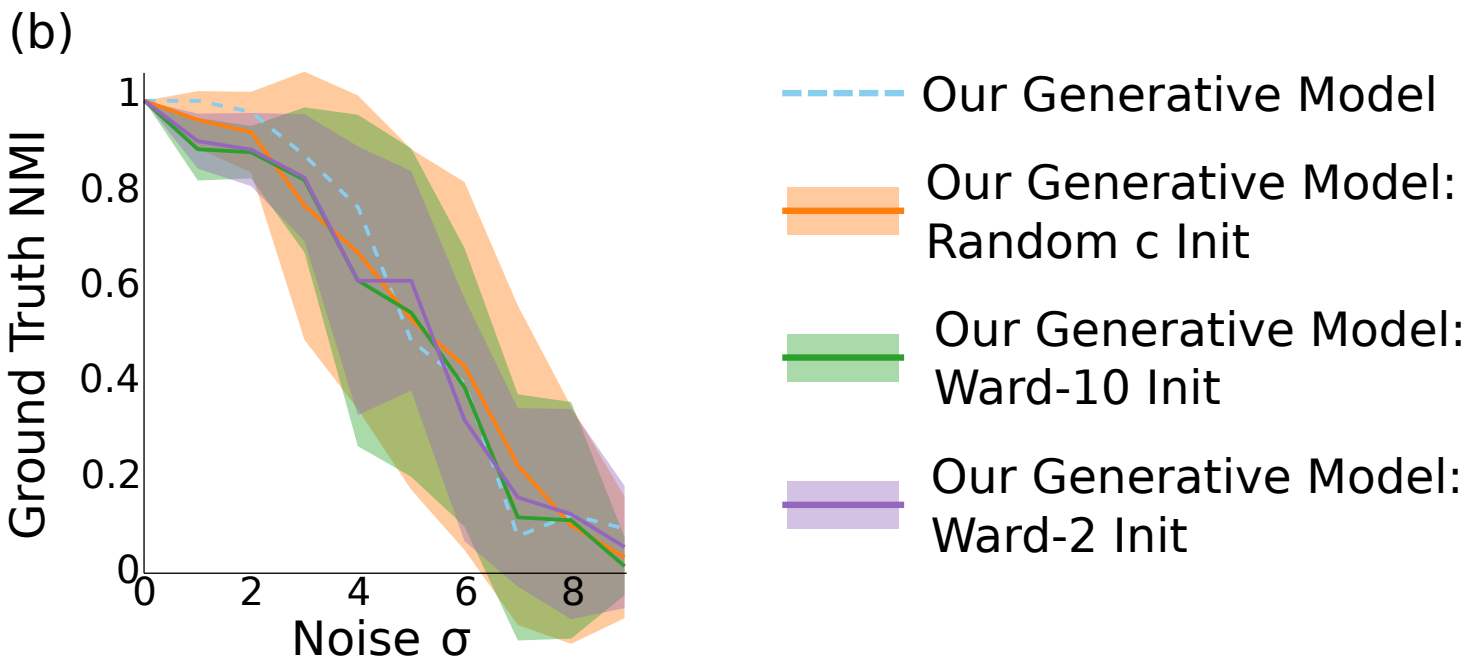 (b)
Ground Truth NMI
1
0.8
0.6
0.4
0.2
0
0 2 4 6 8
Noise σ
Our Generative Model
Our Generative Model:
Random c Init
Our Generative Model:
Ward-10 Init
Our Generative Model:
Ward-2 Init